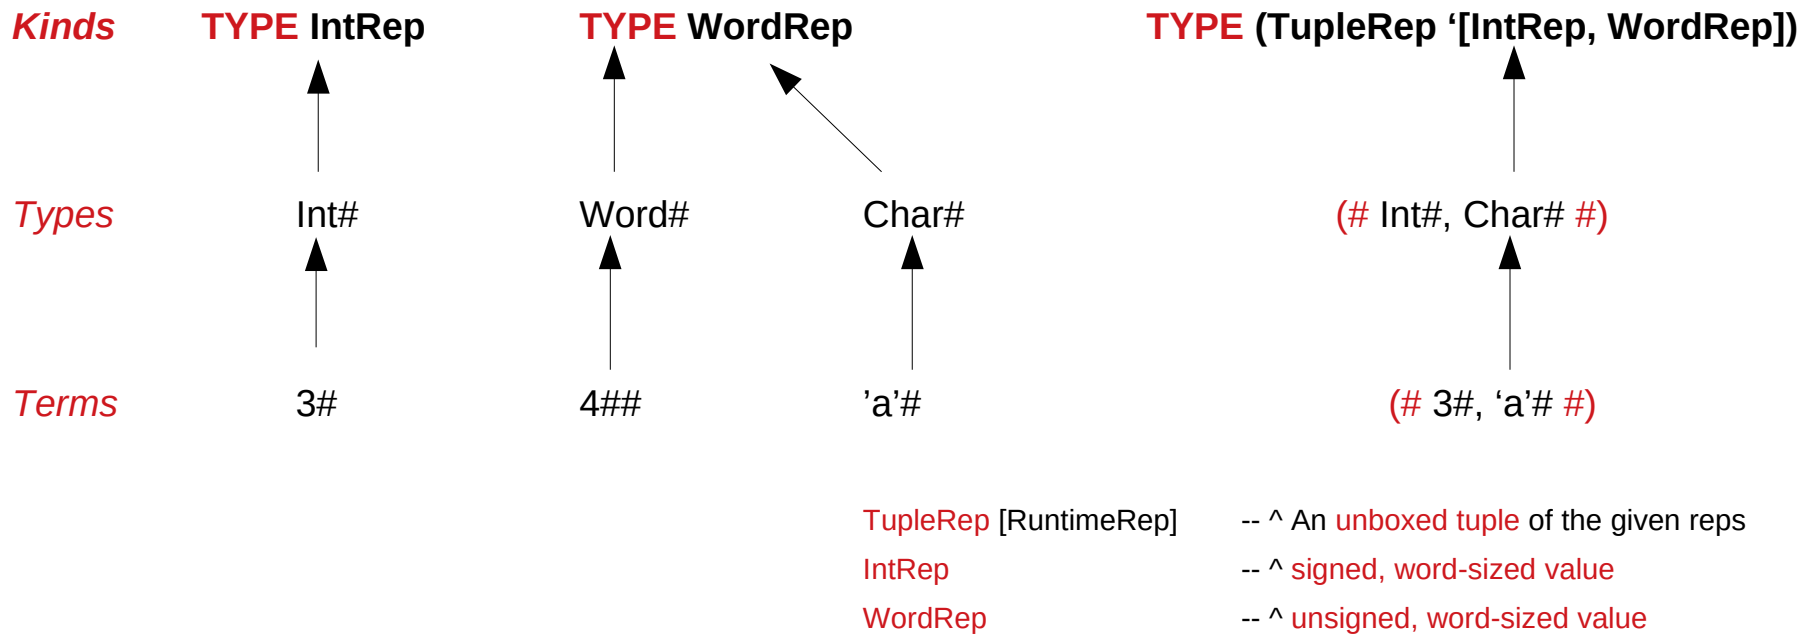 Kinds TYPE IntRep TYPE WordRep TYPE (TupleRep ‘[IntRep, WordRep])
Types Int# Word# Char# (# Int#, Char# #)
Terms 3# 4## ’a’# (# 3#, ‘a’# #)
TupleRep [RuntimeRep] -- ^ An unboxed tuple of the given reps
IntRep -- ^ signed, word-sized value
WordRep -- ^ unsigned, word-sized value